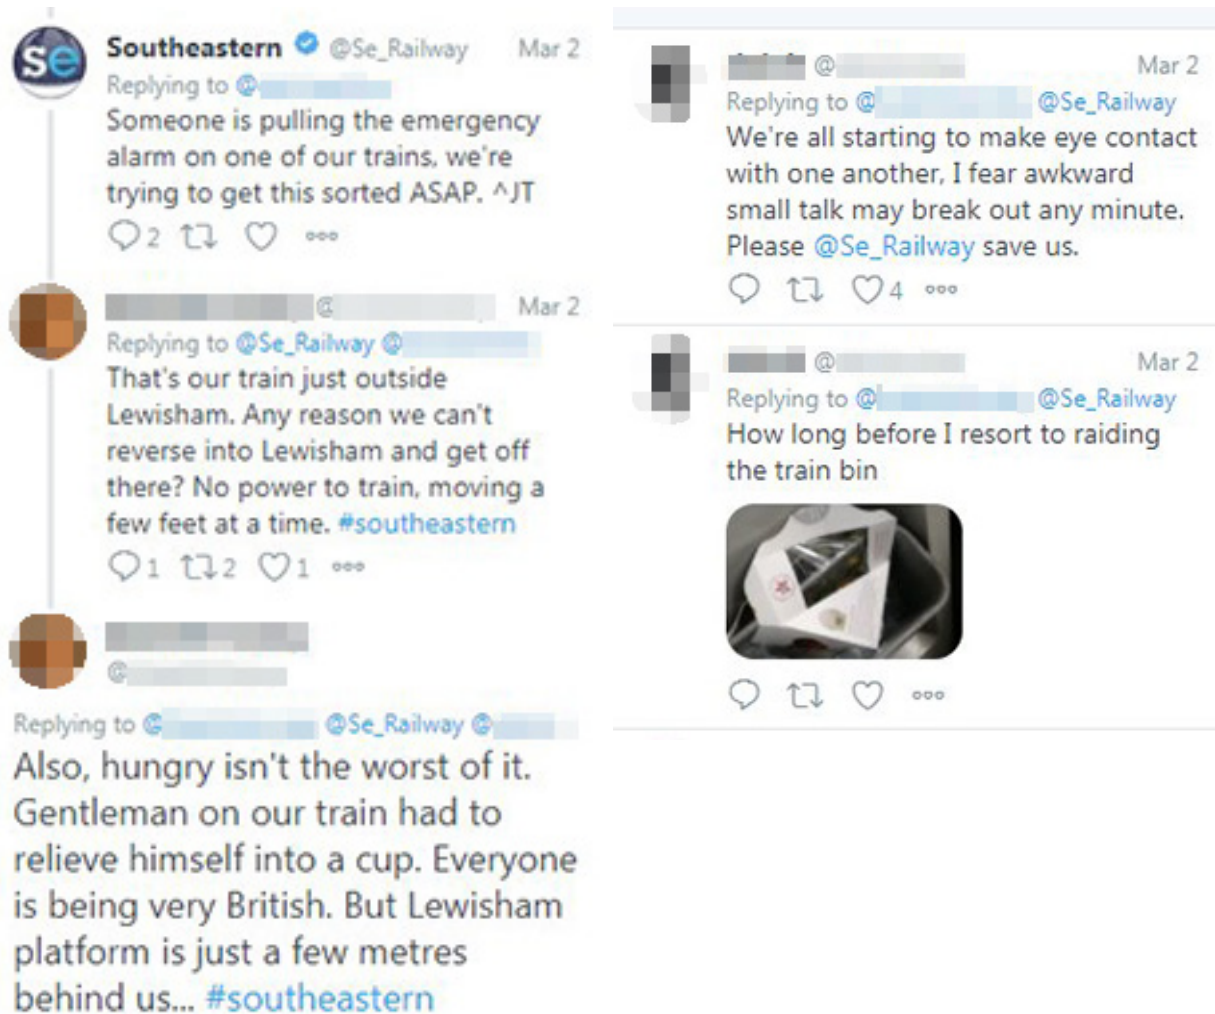 se
Southeastern @Se_Railway Mar 2
Replying to @
Someone is pulling the emergency
alarm on one of our trains, we're
trying to get this sorted ASAP. ^JT
2
@ Mar 2
Replying to @Se_Railway @
That's our train just outside
Lewisham. Any reason we can't
reverse into Lewisham and get off
there? No power to train, moving a
few feet at a time. #southeastern
1 2 1
@
Replying to @ @Se_Railway @
Also, hungry isn't the worst of it.
Gentleman on our train had to
relieve himself into a cup. Everyone
is being very British. But Lewisham
platform is just a few metres
behind us... #southeastern
@ Mar 2
Replying to @ @Se_Railway
We're all starting to make eye contact
with one another, I fear awkward
small talk may break out any minute.
Please @Se_Railway save us.
4
@ Mar 2
Replying to @ @Se_Railway
How long before I resort to raiding
the train bin